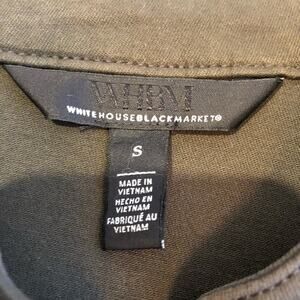 WHBM
WHITEHOUSEBLACKMARKET®
S
MADE IN
VIETNAM
HECHO EN
VIETNAM
FABRIQUÉ AU
VIETNAM